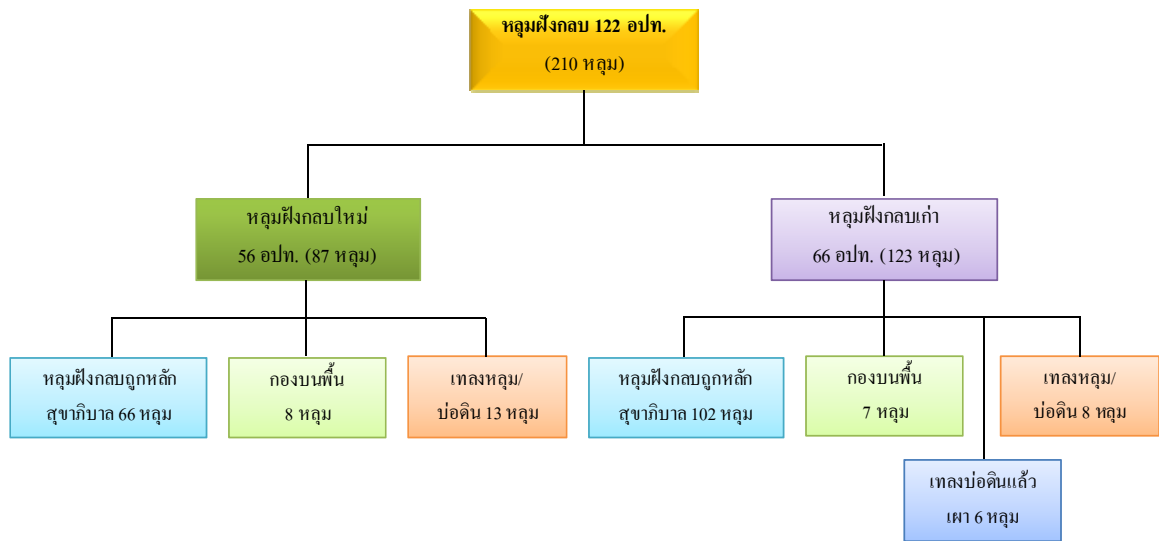 หลุมฝังกลบ 122 อปท.
(210 หลุม)
หลุมฝังกลบใหม่
56 อปท. (87 หลุม)
หลุมฝังกลบเก่า
66 อปท. (123 หลุม)
หลุมฝังกลบถูกหลัก
สุขาภิบาล 66 หลุม
กองบนพื้น
8 หลุม
เทลงหลุม/
บ่อดิน 13 หลุม
หลุมฝังกลบถูกหลัก
สุขาภิบาล 102 หลุม
กองบนพื้น
7 หลุม
เทลงหลุม/
บ่อดิน 8 หลุม
เทลงบ่อดินแล้ว
เผา 6 หลุม